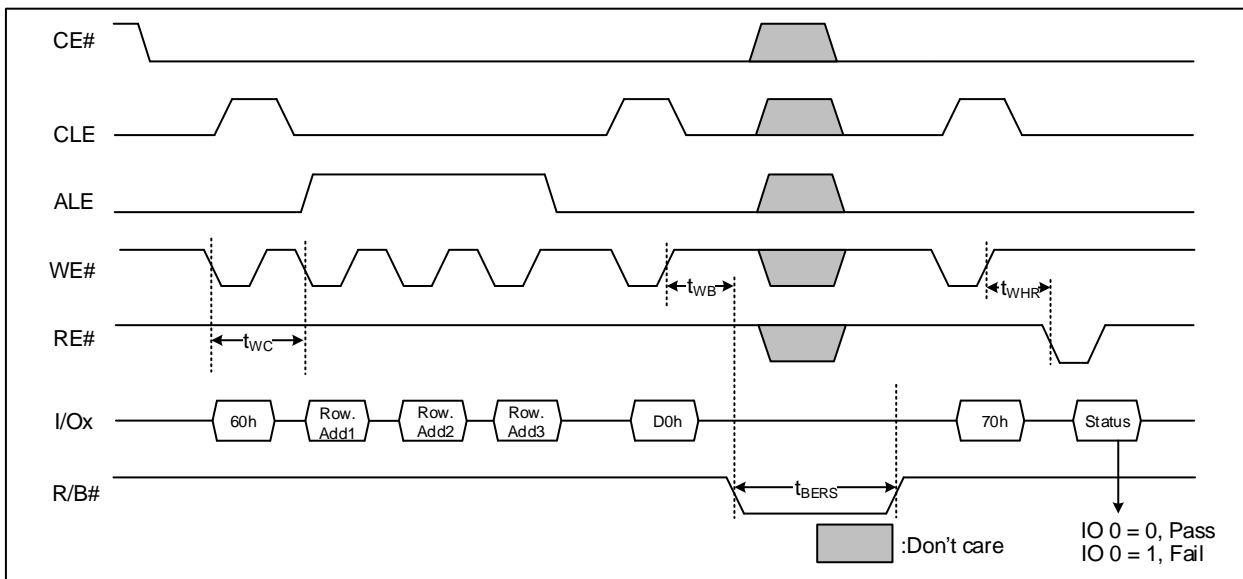 CE#
CLE
ALE
WE#
tWB
tWHR
RE#
tWC
I/Ox
60h
Row.
Add1
Row.
Add2
Row.
Add3
D0h
70h
Status
R/B#
tBERS
:Don't care
IO 0 = 0, Pass
IO 0 = 1, Fail